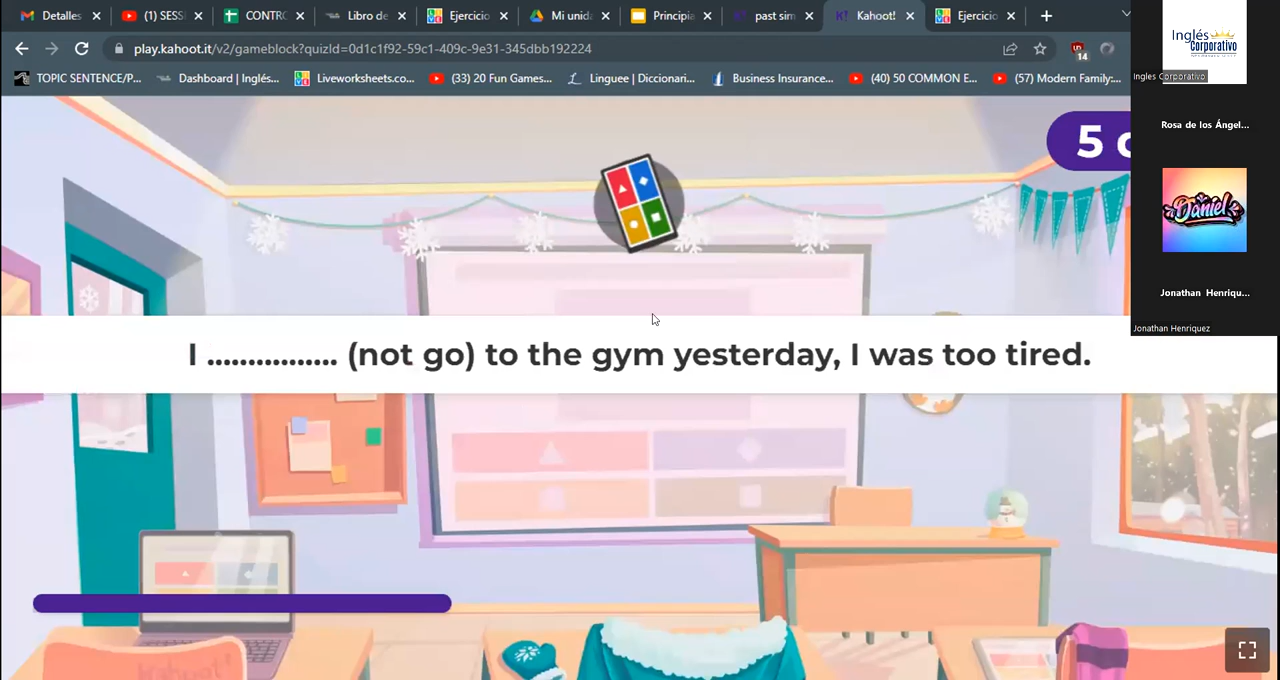 Detalles
(1) SESS
CONTRO
Libro de
Ejercicio
Mi unida
Principia
past sim
Kahoot!
Ejercicio
play.kahoot.it/v2/gameblock?quizId=0d1c1f92-59c1-409c-9e31-345dbb192224
14
TOPIC SENTENCE/P...
Dashboard | Inglés...
Liveworksheets.co...
(33) 20 Fun Games...
Linguee | Diccionari...
Business Insurance...
(40) 50 COMMON E...
(57) Modern Family:...
Inglés
Corporativo
Ingles Corporativo
Rosa de los Ángel...
Daniel
Jonathan Henriqu...
Jonathan Henriquez
5 o
I ............... (not go) to the gym yesterday, I was too tired.